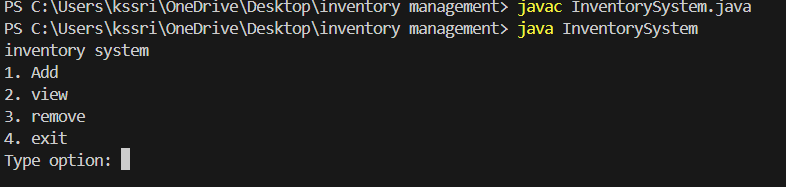 PS C:\Users\kssri\OneDrive\Desktop\inventory management> javac InventorySystem.java
PS C:\Users\kssri\OneDrive\Desktop\inventory management> java InventorySystem
inventory system
1. Add
2. view
3. remove
4. exit
Type option: